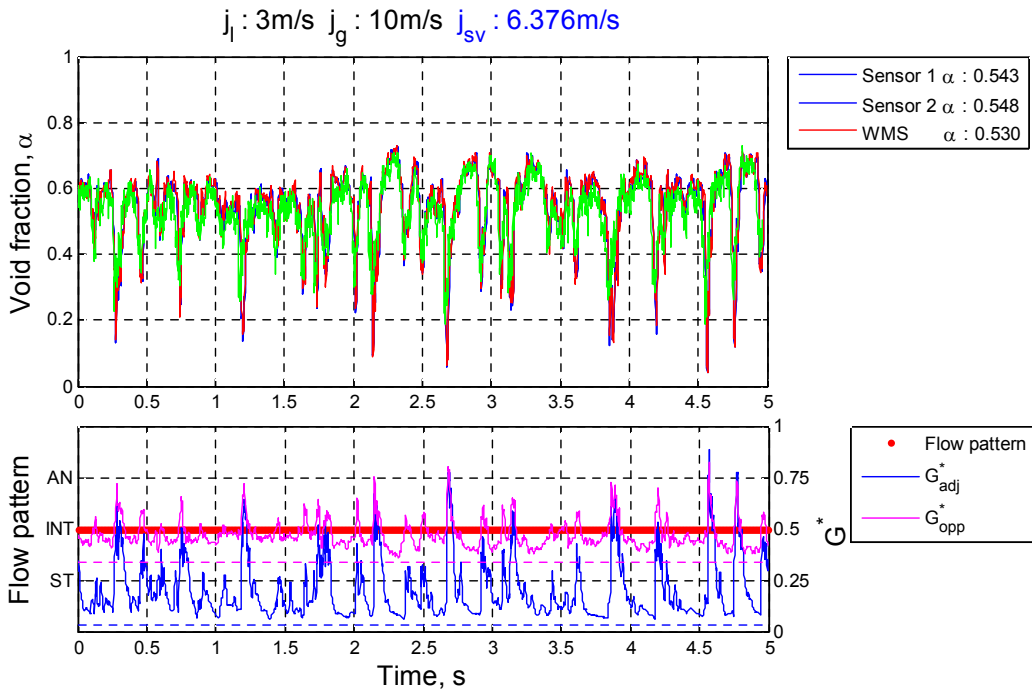 j_l : 3m/s j_g : 10m/s j_sv : 6.376m/s
1
0.8
0.6
0.4
0.2
0
Void fraction, α
0 0.5 1 1.5 2 2.5 3 3.5 4 4.5 5
Sensor 1 α : 0.543
Sensor 2 α : 0.548
WMS α : 0.530
AN
INT
ST
Flow pattern
1
0.75
0.5
0.25
0
G*
0 0.5 1 1.5 2 2.5 3 3.5 4 4.5 5
Time, s
Flow pattern
G*_adj
G*_opp